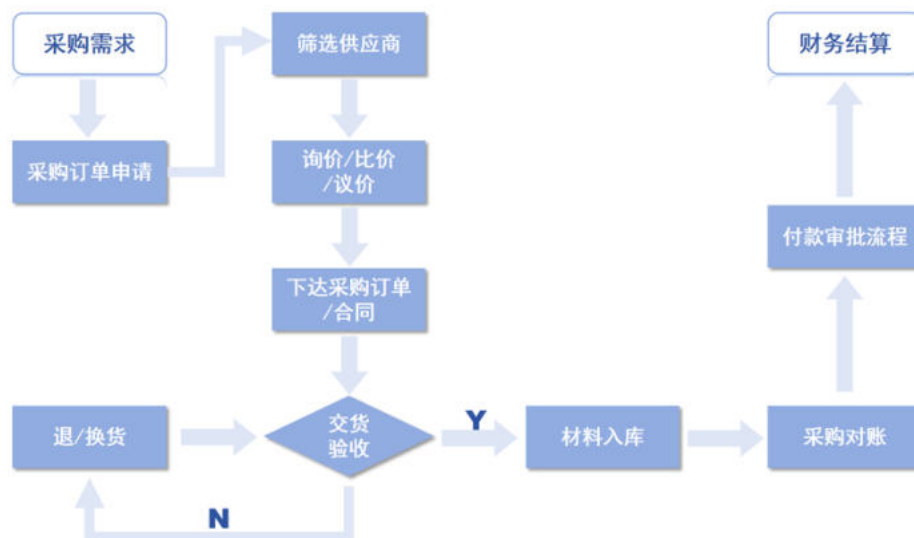 采购需求
采购订单申请
筛选供应商
询价/比价
/议价
下达采购订单
/合同
交货
验收
退/换货
N
Y
材料入库
采购对账
付款审批流程
财务结算